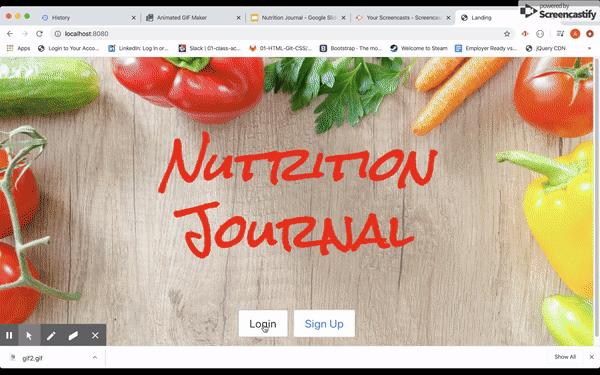 powered by
Screencastify
History
Animated GIF Maker
Nutrition Journal - Google Slid
Your Screencasts - Screencas
Landing
localhost:8080
Apps
Login to Your Acco...
LinkedIn: Log In or...
Slack | 01-class-ac...
01-HTML-Git-CSS/...
Bootstrap · The mo...
Welcome to Steam
Employer Ready vs...
jQuery CDN
Nutrition
Journal
Login
Sign Up
gif2.gif
Show All